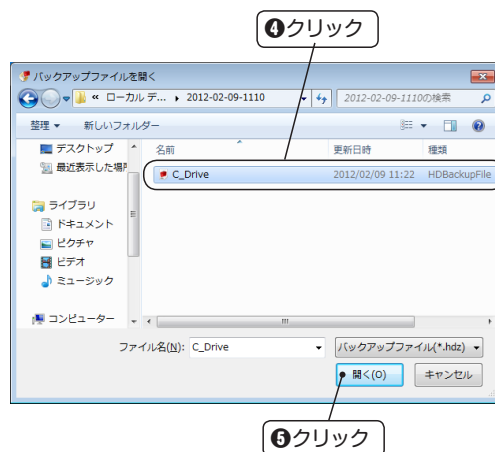 ❹クリック
バックアップファイルを開く
« ローカル デ... ▸ 2012-02-09-1110
2012-02-09-1110の検索
整理 ▼ 新しいフォルダー
デスクトップ
最近表示した場所
ライブラリ
ドキュメント
ピクチャ
ビデオ
ミュージック
コンピューター
名前 更新日時 種類
C_Drive 2012/02/09 11:22 HDBackupFile
ファイル名(N): C_Drive
バックアップファイル(*.hdz)
開く(O) キャンセル
❺クリック